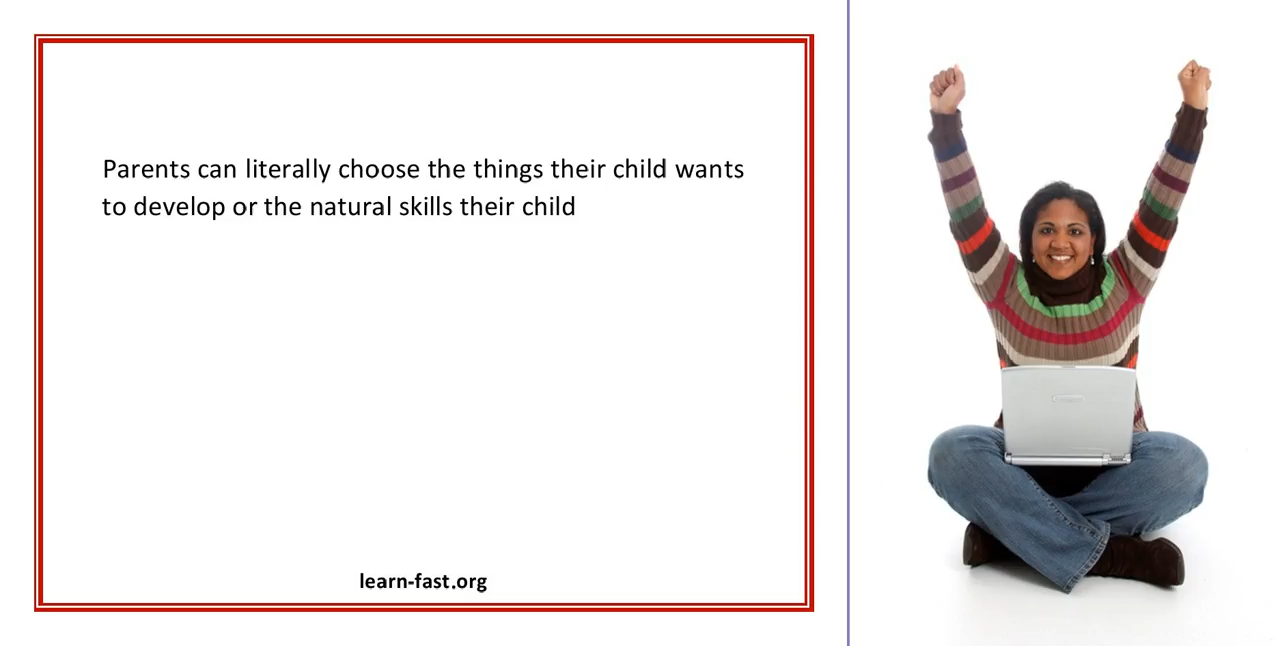 Parents can literally choose the things their child wants
to develop or the natural skills their child
learn-fast.org